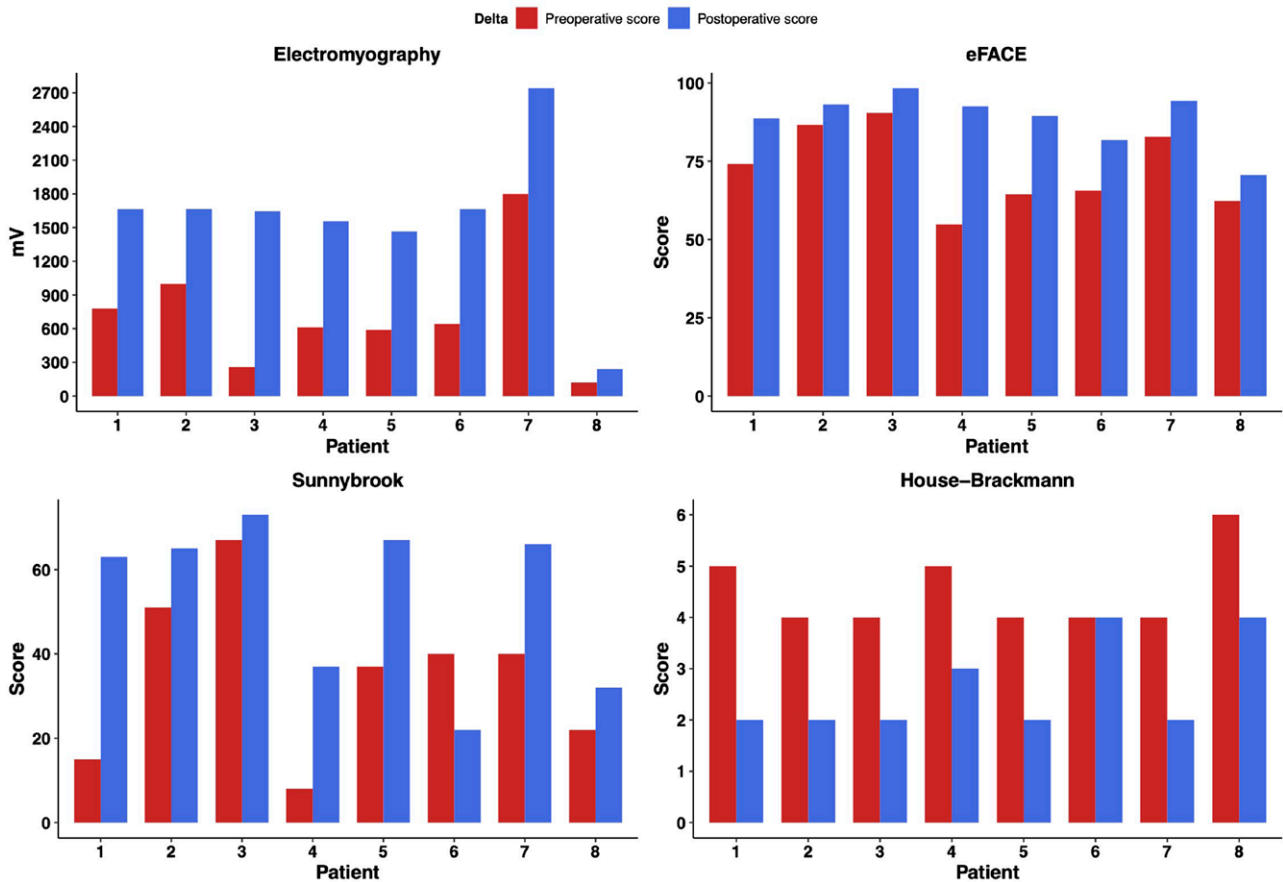 Delta Preoperative score Postoperative score
Electromyography
2700
2400
2100
1800
1500
1200
900
600
300
0
mV
1 2 3 4 5 6 7 8
Patient
eFACE
100
75
50
25
0
Score
1 2 3 4 5 6 7 8
Patient
Sunnybrook
60
40
20
0
Score
1 2 3 4 5 6 7 8
Patient
House–Brackmann
6
5
4
3
2
1
0
Score
1 2 3 4 5 6 7 8
Patient